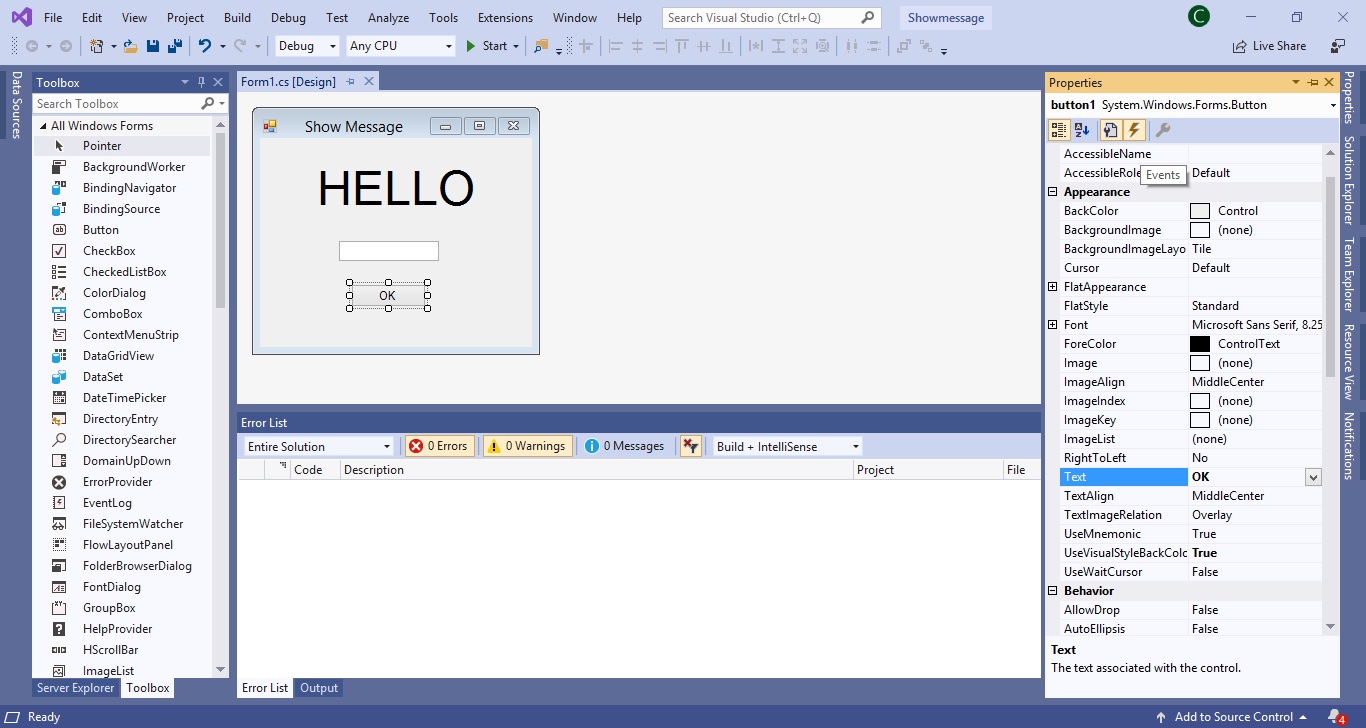 File Edit View Project Build Debug Test Analyze Tools Extensions Window Help Search Visual Studio (Ctrl+Q) Showmessage C
Debug Any CPU Start Live Share
Data Sources
Toolbox
Search Toolbox
All Windows Forms
Pointer
BackgroundWorker
BindingNavigator
BindingSource
Button
CheckBox
CheckedListBox
ColorDialog
ComboBox
ContextMenuStrip
DataGridView
DataSet
DateTimePicker
DirectoryEntry
DirectorySearcher
DomainUpDown
ErrorProvider
EventLog
FileSystemWatcher
FlowLayoutPanel
FolderBrowserDialog
FontDialog
GroupBox
HelpProvider
HScrollBar
ImageList
Server Explorer Toolbox
Form1.cs [Design]
Show Message
HELLO
OK
Error List
Entire Solution 0 Errors 0 Warnings 0 Messages Build + IntelliSense
Code Description Project File
Error List Output
Properties
button1 System.Windows.Forms.Button
AccessibleName
AccessibleRole Default
Events
Appearance
BackColor Control
BackgroundImage (none)
BackgroundImageLayo Tile
Cursor Default
FlatAppearance
FlatStyle Standard
Font Microsoft Sans Serif, 8.25
ForeColor ControlText
Image (none)
ImageAlign MiddleCenter
ImageIndex (none)
ImageKey (none)
ImageList (none)
RightToLeft No
Text OK
TextAlign MiddleCenter
TextImageRelation Overlay
UseMnemonic True
UseVisualStyleBackColo True
UseWaitCursor False
Behavior
AllowDrop False
AutoEllipsis False
Text
The text associated with the control.
Properties
Solution Explorer
Team Explorer
Resource View
Notifications
Ready Add to Source Control 4